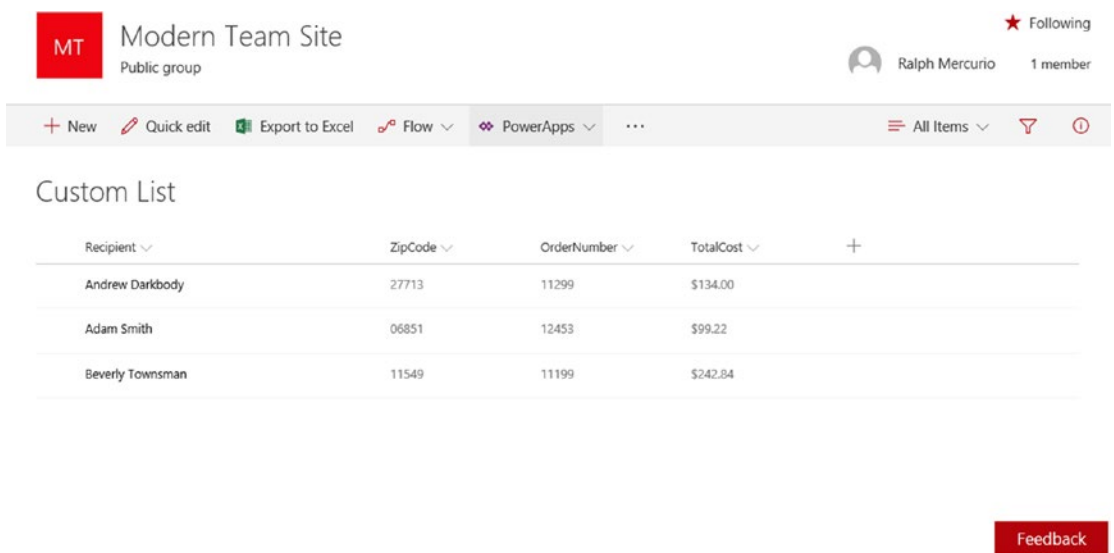 MT
Modern Team Site
Public group
Following
Ralph Mercurio 1 member
New Quick edit Export to Excel Flow PowerApps ... All Items
Custom List
Recipient ZipCode OrderNumber TotalCost
Andrew Darkbody 27713 11299 $134.00
Adam Smith 06851 12453 $99.22
Beverly Townsman 11549 11199 $242.84
Feedback